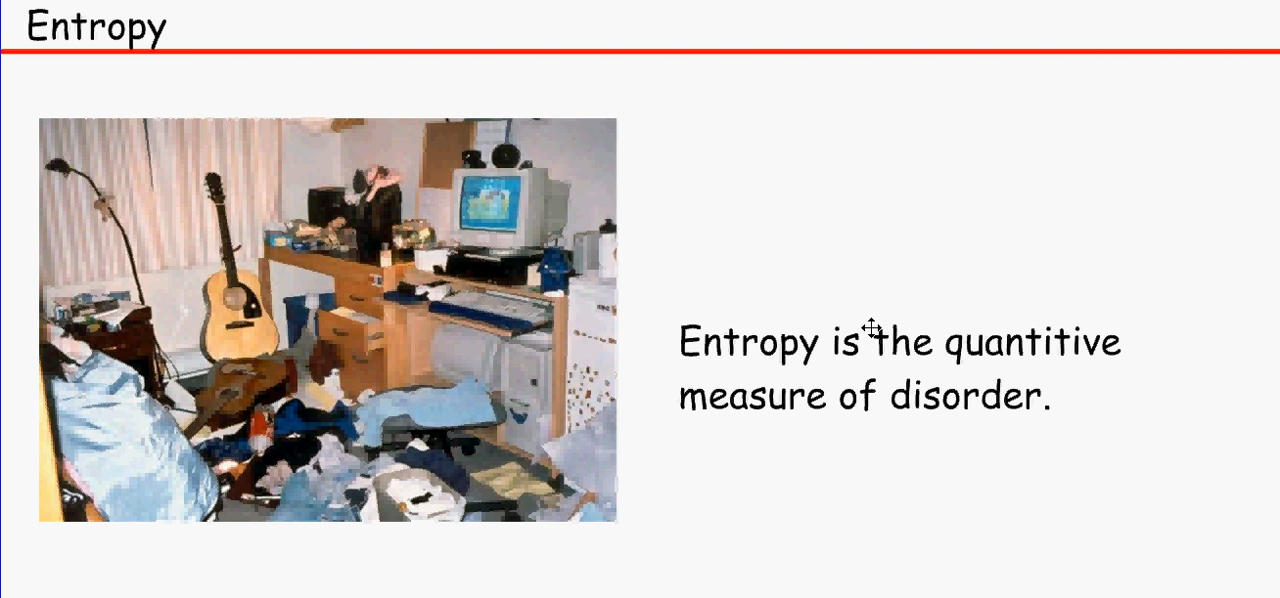 Entropy
Entropy is the quantitive
measure of disorder.